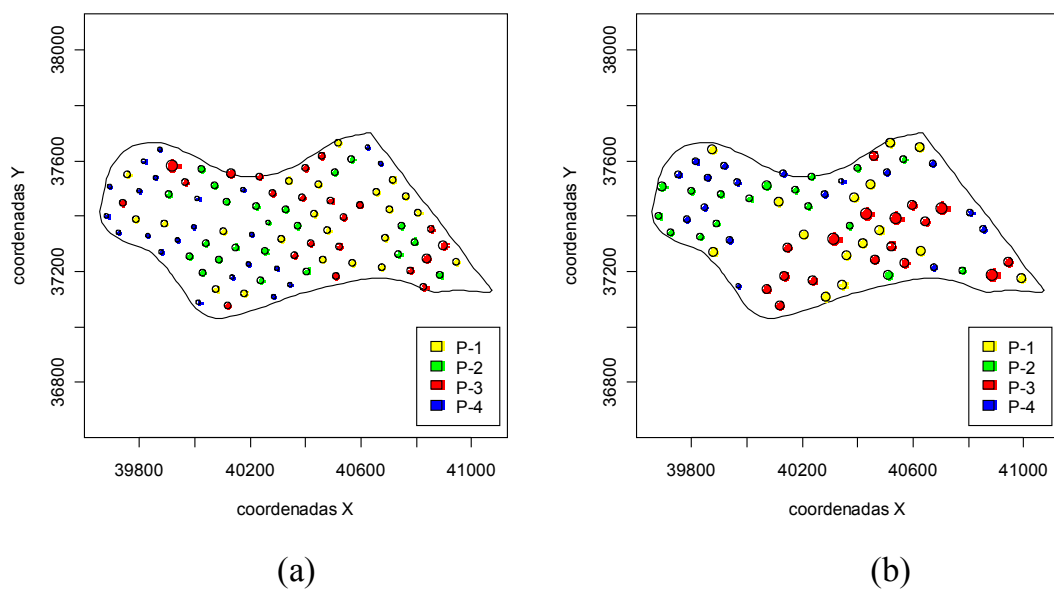 38000
37600
37200
36800
coordenadas Y
P-1
P-2
P-3
P-4
39800 40200 40600 41000
coordenadas X
(a)
38000
37600
37200
36800
coordenadas Y
P-1
P-2
P-3
P-4
39800 40200 40600 41000
coordenadas X
(b)